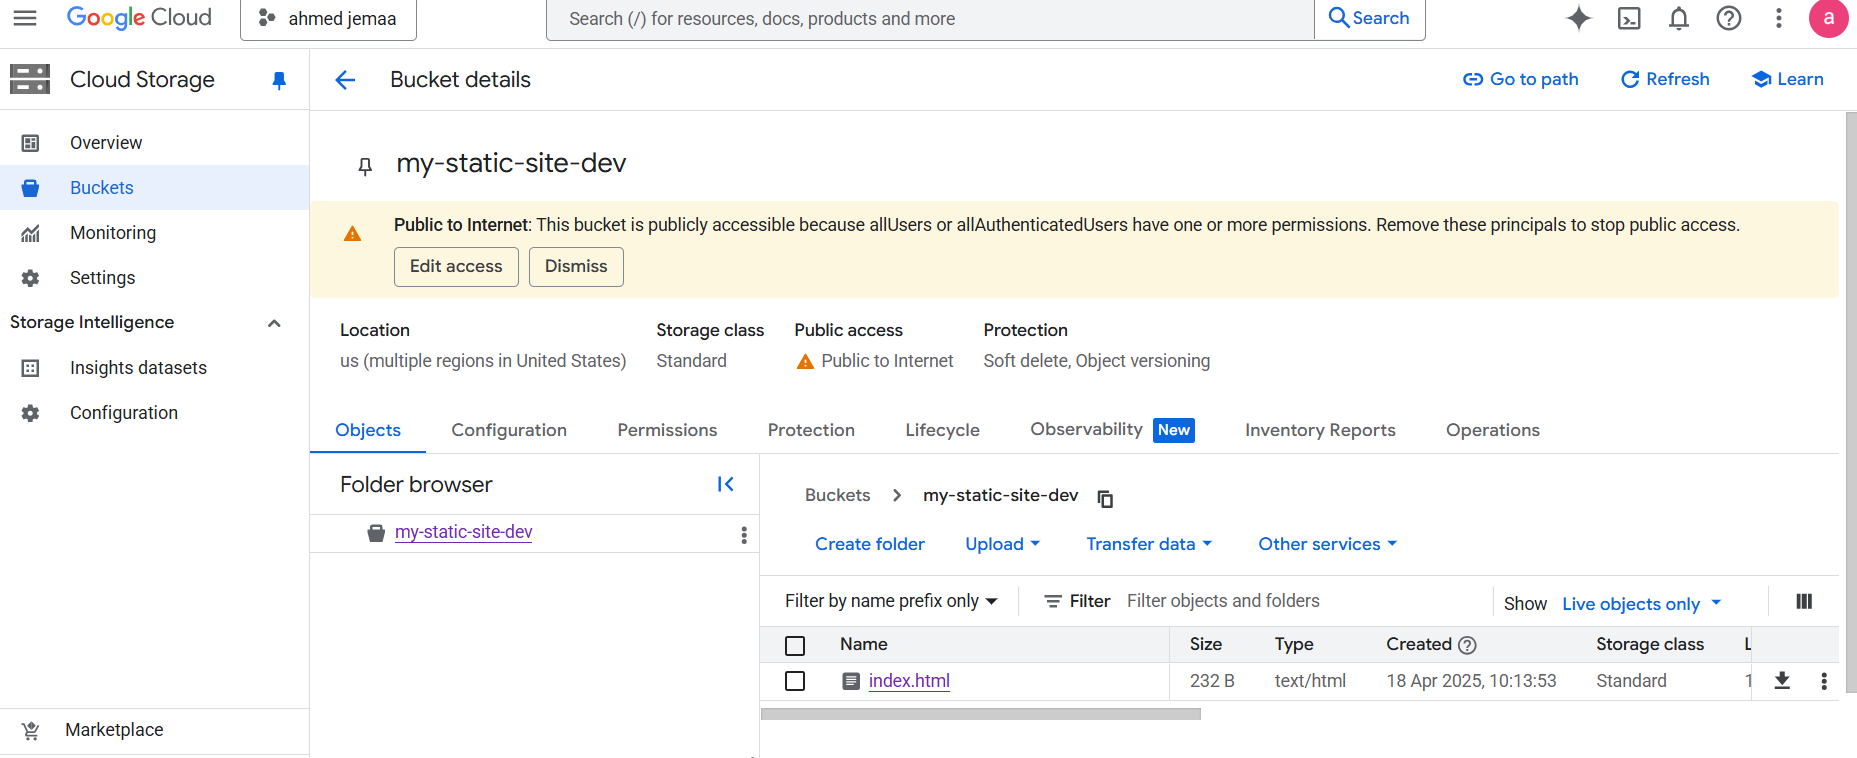 Google Cloud
ahmed jemaa
Search (/) for resources, docs, products and more
Search
a
Cloud Storage
Bucket details
Go to path
Refresh
Learn
Overview
Buckets
Monitoring
Settings
Storage Intelligence
Insights datasets
Configuration
Marketplace
my-static-site-dev
Public to Internet: This bucket is publicly accessible because allUsers or allAuthenticatedUsers have one or more permissions. Remove these principals to stop public access.
Edit access
Dismiss
Location
Storage class
Public access
Protection
us (multiple regions in United States)
Standard
Public to Internet
Soft delete, Object versioning
Objects
Configuration
Permissions
Protection
Lifecycle
Observability New
Inventory Reports
Operations
Folder browser
my-static-site-dev
Buckets > my-static-site-dev
Create folder
Upload
Transfer data
Other services
Filter by name prefix only
Filter
Filter objects and folders
Show Live objects only
Name
Size
Type
Created
Storage class
index.html
232 B
text/html
18 Apr 2025, 10:13:53
Standard